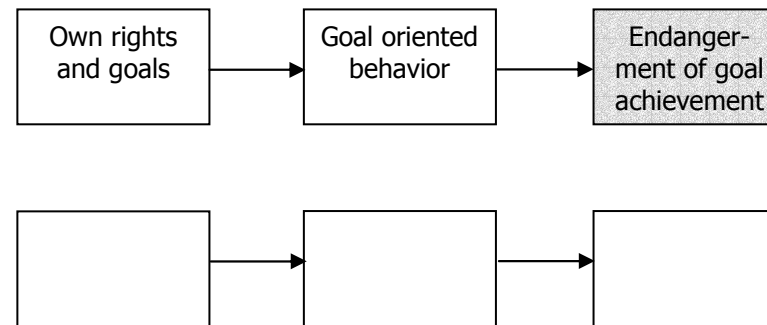 Own rights
and goals
Goal oriented
behavior
Endanger-
ment of goal
achievement